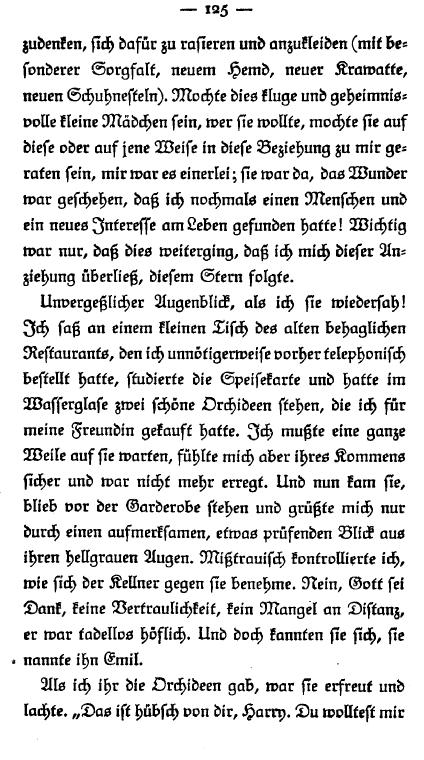 — 125 —
zudenken, sich dafür zu rasieren und anzukleiden (mit be=
sonderer Sorgfalt, neuem Hemd, neuer Krawatte,
neuen Schuhnesteln). Mochte dies kluge und geheimnis=
volle kleine Mädchen sein, wer sie wollte, mochte sie auf
diese oder auf jene Weise in diese Beziehung zu mir ge=
raten sein, mir war es einerlei; sie war da, das Wunder
war geschehen, daß ich nochmals einen Menschen und
ein neues Interesse am Leben gefunden hatte! Wichtig
war nur, daß dies weiterging, daß ich mich dieser An=
ziehung überließ, diesem Stern folgte.
Unvergeßlicher Augenblick, als ich sie wiedersah!
Ich saß an einem kleinen Tisch des alten behaglichen
Restaurants, den ich unnötigerweise vorher telephonisch
bestellt hatte, studierte die Speisekarte und hatte im
Wasserglase zwei schöne Orchideen stehen, die ich für
meine Freundin gekauft hatte. Ich mußte eine ganze
Weile auf sie warten, fühlte mich aber ihres Kommens
sicher und war nicht mehr erregt. Und nun kam sie,
blieb vor der Garderobe stehen und grüßte mich nur
durch einen aufmerksamen, etwas prüfenden Blick aus
ihren hellgrauen Augen. Mißtrauisch kontrollierte ich,
wie sich der Kellner gegen sie benehme. Nein, Gott sei
Dank, keine Vertraulichkeit, kein Mangel an Distanz,
er war tadellos höflich. Und doch kannten sie sich, sie
nannte ihn Emil.
Als ich ihr die Orchideen gab, war sie erfreut und
lachte. „Das ist hübsch von dir, Harry. Du wolltest mir